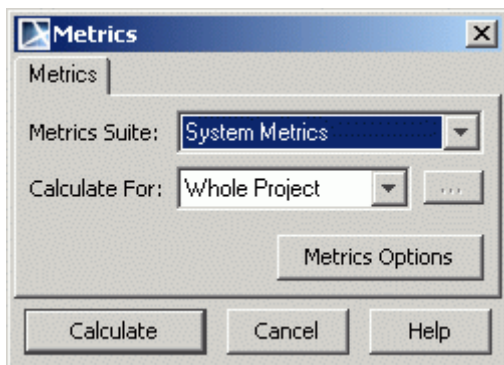 Metrics
Metrics
Metrics Suite: System Metrics
Calculate For: Whole Project ...
Metrics Options
Calculate Cancel Help